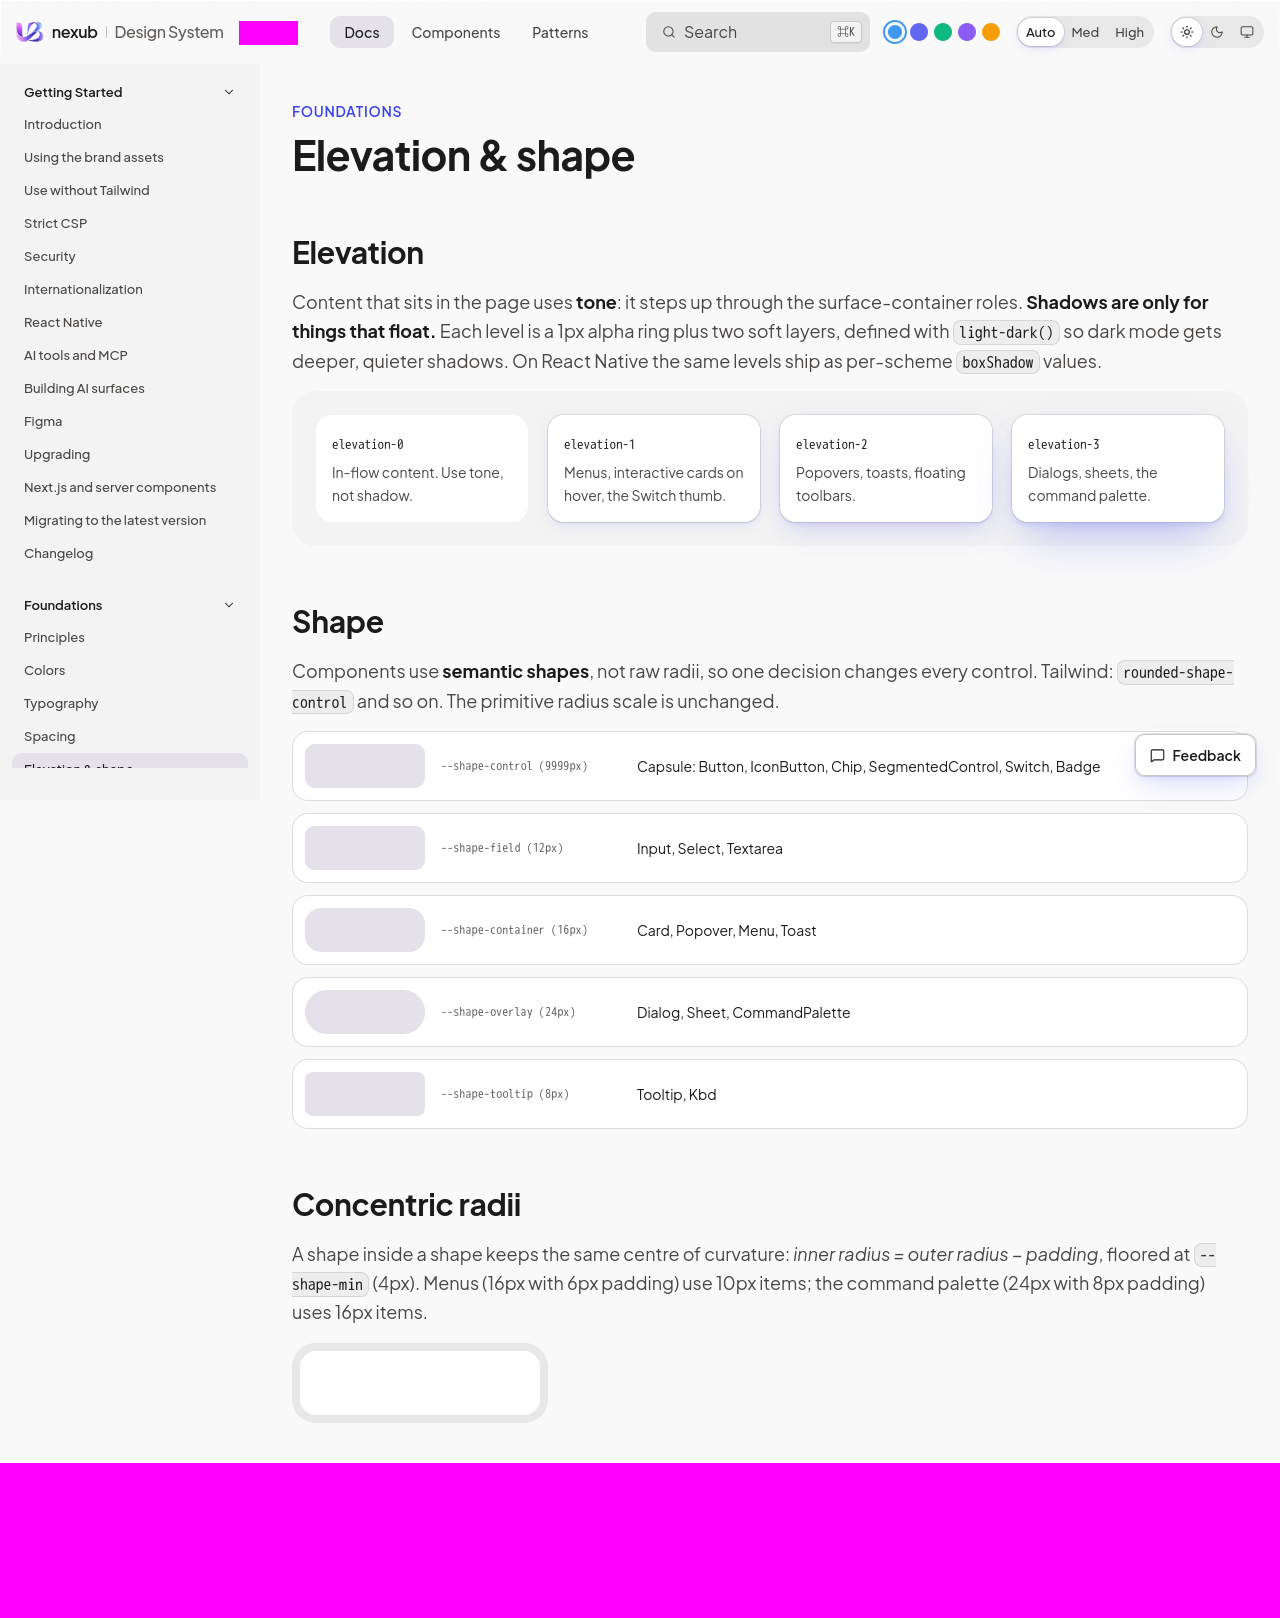 nexub | Design System
Docs
Components
Patterns
Search
⌘K
Auto
Med
High
Getting Started
Introduction
Using the brand assets
Use without Tailwind
Strict CSP
Security
Internationalization
React Native
AI tools and MCP
Building AI surfaces
Figma
Upgrading
Next.js and server components
Migrating to the latest version
Changelog
Foundations
Principles
Colors
Typography
Spacing
Elevation & shape
FOUNDATIONS
Elevation & shape
Elevation
Content that sits in the page uses tone: it steps up through the surface-container roles. Shadows are only for
things that float. Each level is a 1px alpha ring plus two soft layers, defined with light-dark() so dark mode gets
deeper, quieter shadows. On React Native the same levels ship as per-scheme boxShadow values.
elevation-0
In-flow content. Use tone,
not shadow.
elevation-1
Menus, interactive cards on
hover, the Switch thumb.
elevation-2
Popovers, toasts, floating
toolbars.
elevation-3
Dialogs, sheets, the
command palette.
Shape
Components use semantic shapes, not raw radii, so one decision changes every control. Tailwind: rounded-shape-
control and so on. The primitive radius scale is unchanged.
--shape-control (9999px)
Capsule: Button, IconButton, Chip, SegmentedControl, Switch, Badge
Feedback
--shape-field (12px)
Input, Select, Textarea
--shape-container (16px)
Card, Popover, Menu, Toast
--shape-overlay (24px)
Dialog, Sheet, CommandPalette
--shape-tooltip (8px)
Tooltip, Kbd
Concentric radii
A shape inside a shape keeps the same centre of curvature: inner radius = outer radius − padding, floored at --
shape-min (4px). Menus (16px with 6px padding) use 10px items; the command palette (24px with 8px padding)
uses 16px items.